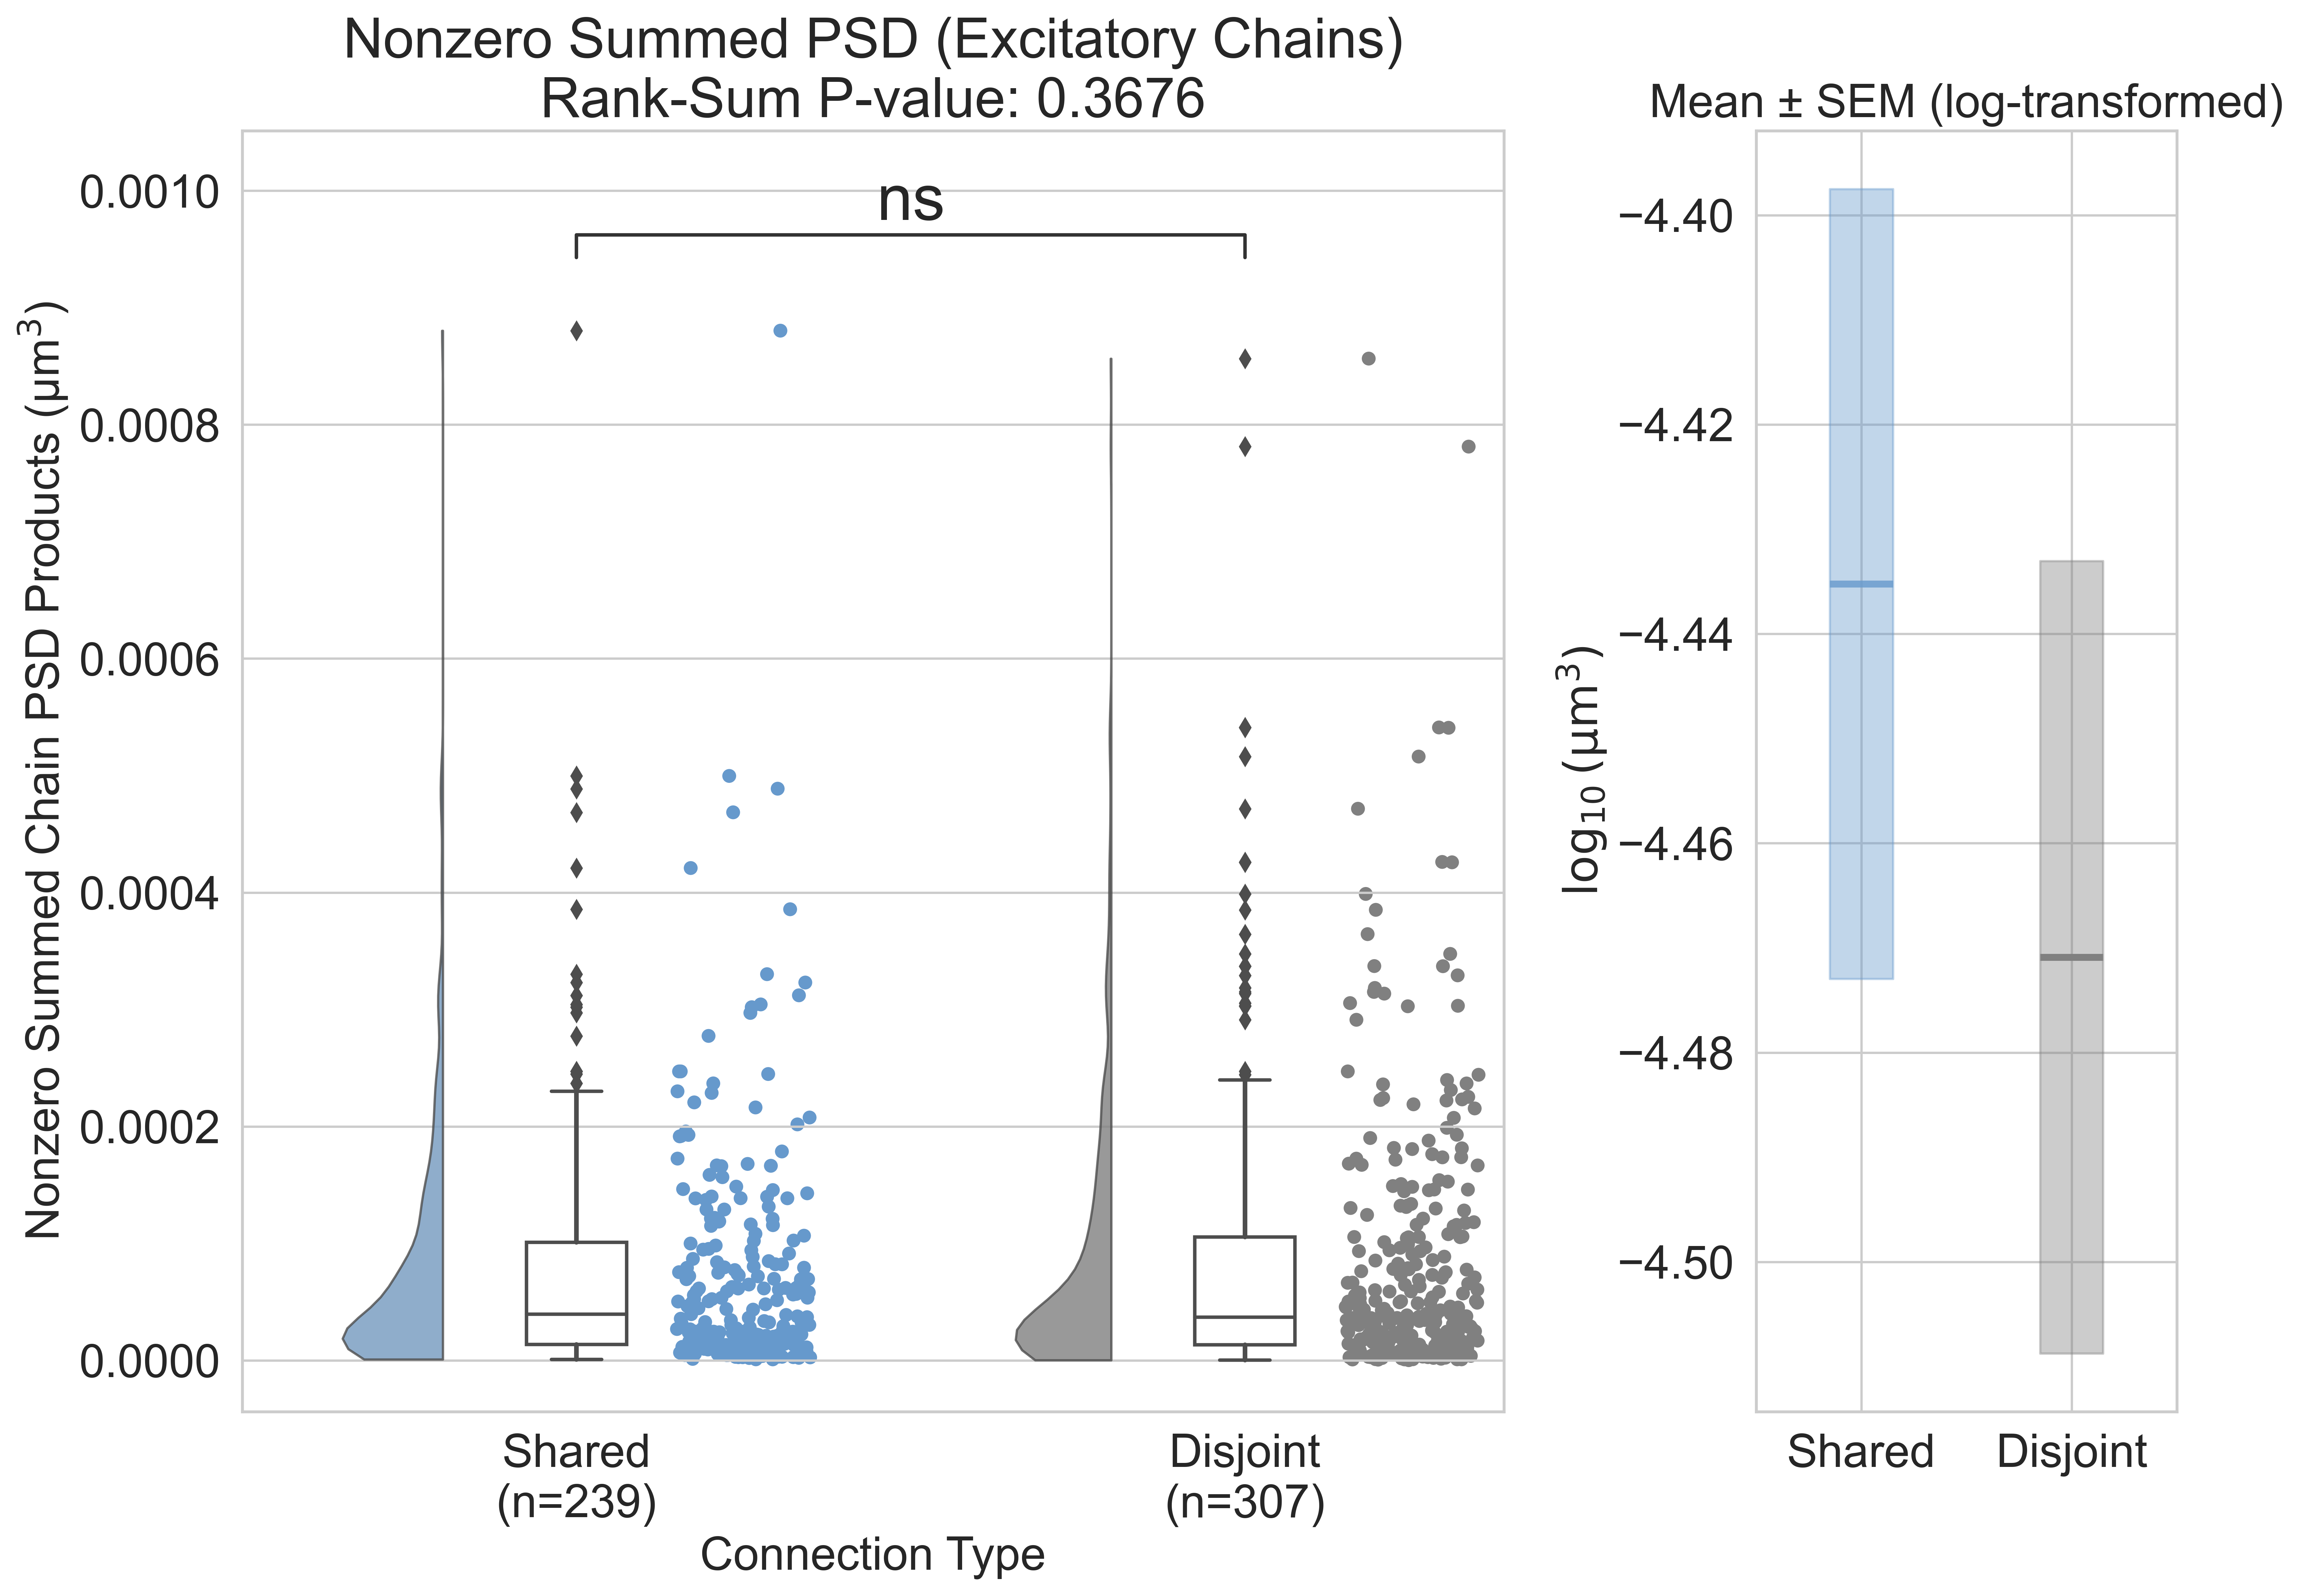 Nonzero Summed PSD (Excitatory Chains)
Rank-Sum P-value: 0.3676
Nonzero Summed Chain PSD Products (µm³)
0.0010
0.0008
0.0006
0.0004
0.0002
0.0000
ns
Shared
(n=239)
Disjoint
(n=307)
Connection Type
Mean ± SEM (log-transformed)
log₁₀ (µm³)
−4.40
−4.42
−4.44
−4.46
−4.48
−4.50
Shared
Disjoint